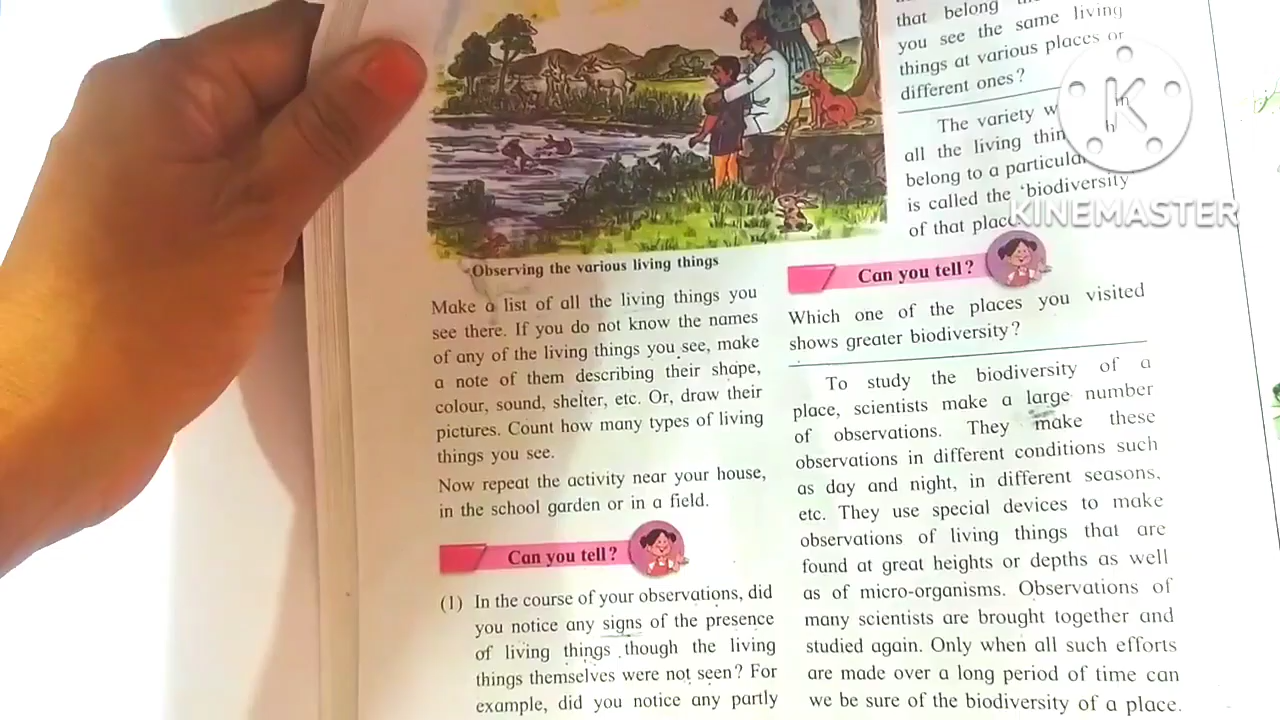 Observing the various living things
Make a list of all the living things you
see there. If you do not know the names
of any of the living things you see, make
a note of them describing their shape,
colour, sound, shelter, etc. Or, draw their
pictures. Count how many types of living
things you see.
Now repeat the activity near your house,
in the school garden or in a field.
Can you tell?
(1) In the course of your observations, did
you notice any signs of the presence
of living things though the living
things themselves were not seen? For
example, did you notice any partly
that belong
you see the same living
things at various places or
different ones?
The variety
all the living
belong to a particular
is called the 'biodiversity
of that place
Can you tell?
Which one of the places you visited
shows greater biodiversity?
To study the biodiversity of a
place, scientists make a large number
of observations. They make these
observations in different conditions such
as day and night, in different seasons,
etc. They use special devices to make
observations of living things that are
found at great heights or depths as well
as of micro-organisms. Observations of
many scientists are brought together and
studied again. Only when all such efforts
are made over a long period of time can
we be sure of the biodiversity of a place.
K
KINEMASTER